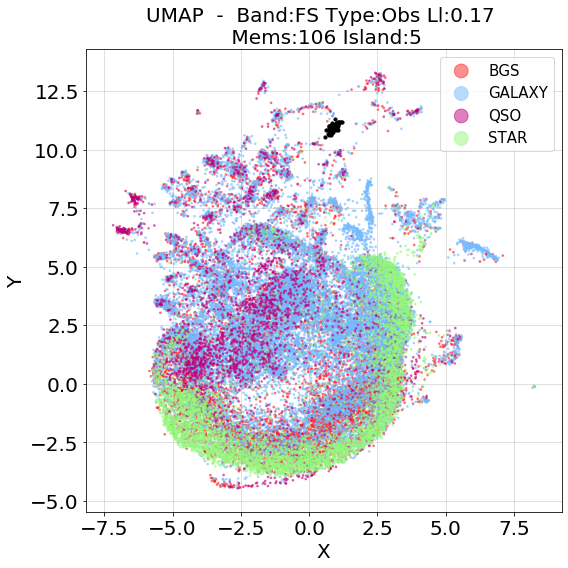 UMAP  -  Band:FS Type:Obs Ll:0.17
Mems:106 Island:5
BGS
GALAXY
QSO
STAR
12.5
10.0
7.5
5.0
2.5
0.0
−2.5
−5.0
Y
−7.5 −5.0 −2.5 0.0 2.5 5.0 7.5
X